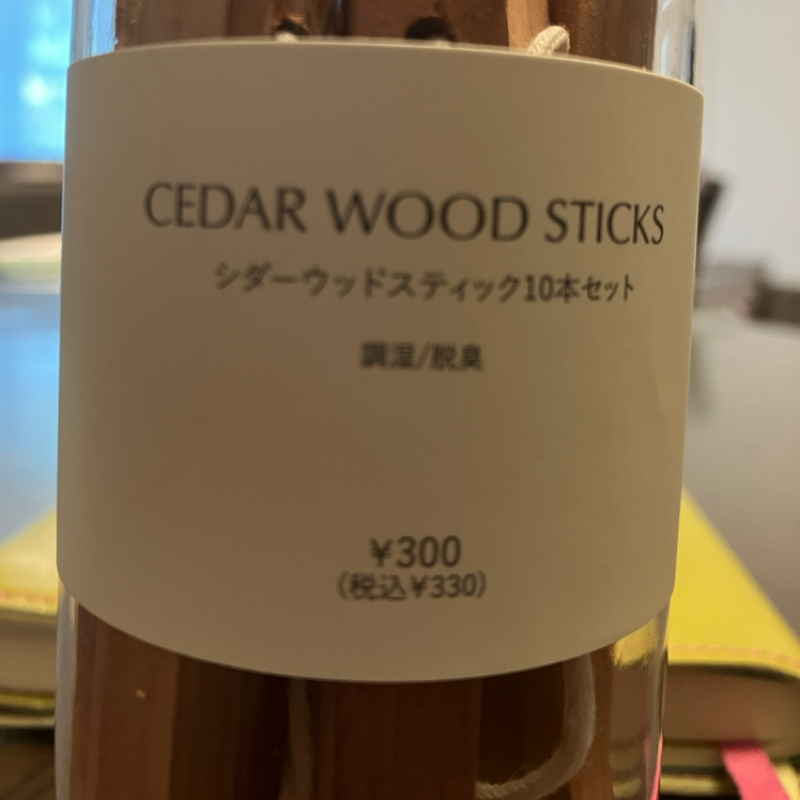 CEDAR WOOD STICKS
シダーウッドスティック10本セット
調湿/脱臭
¥300
(税込¥330)